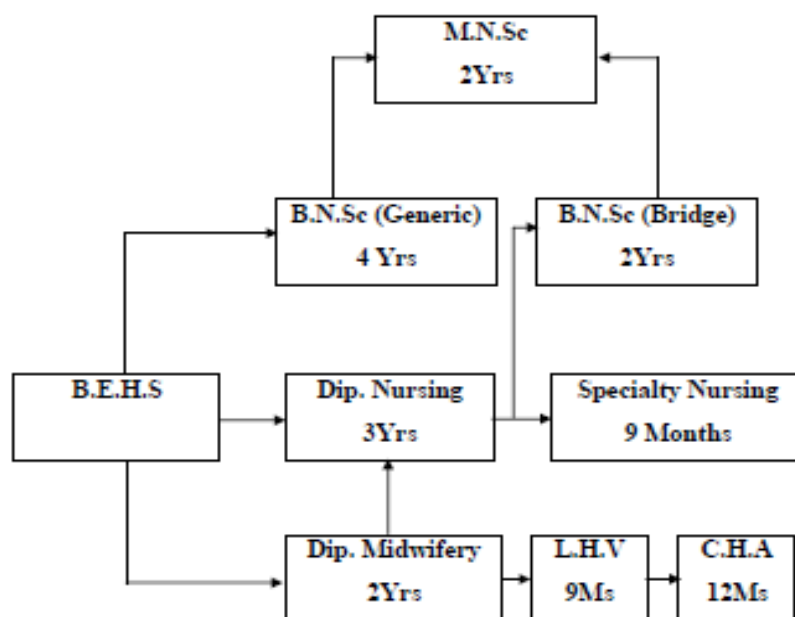 M.N.Sc
2Yrs
B.N.Sc (Generic)
4 Yrs
B.N.Sc (Bridge)
2Yrs
B.E.H.S
Dip. Nursing
3Yrs
Specialty Nursing
9 Months
Dip. Midwifery
2Yrs
L.H.V
9Ms
C.H.A
12Ms